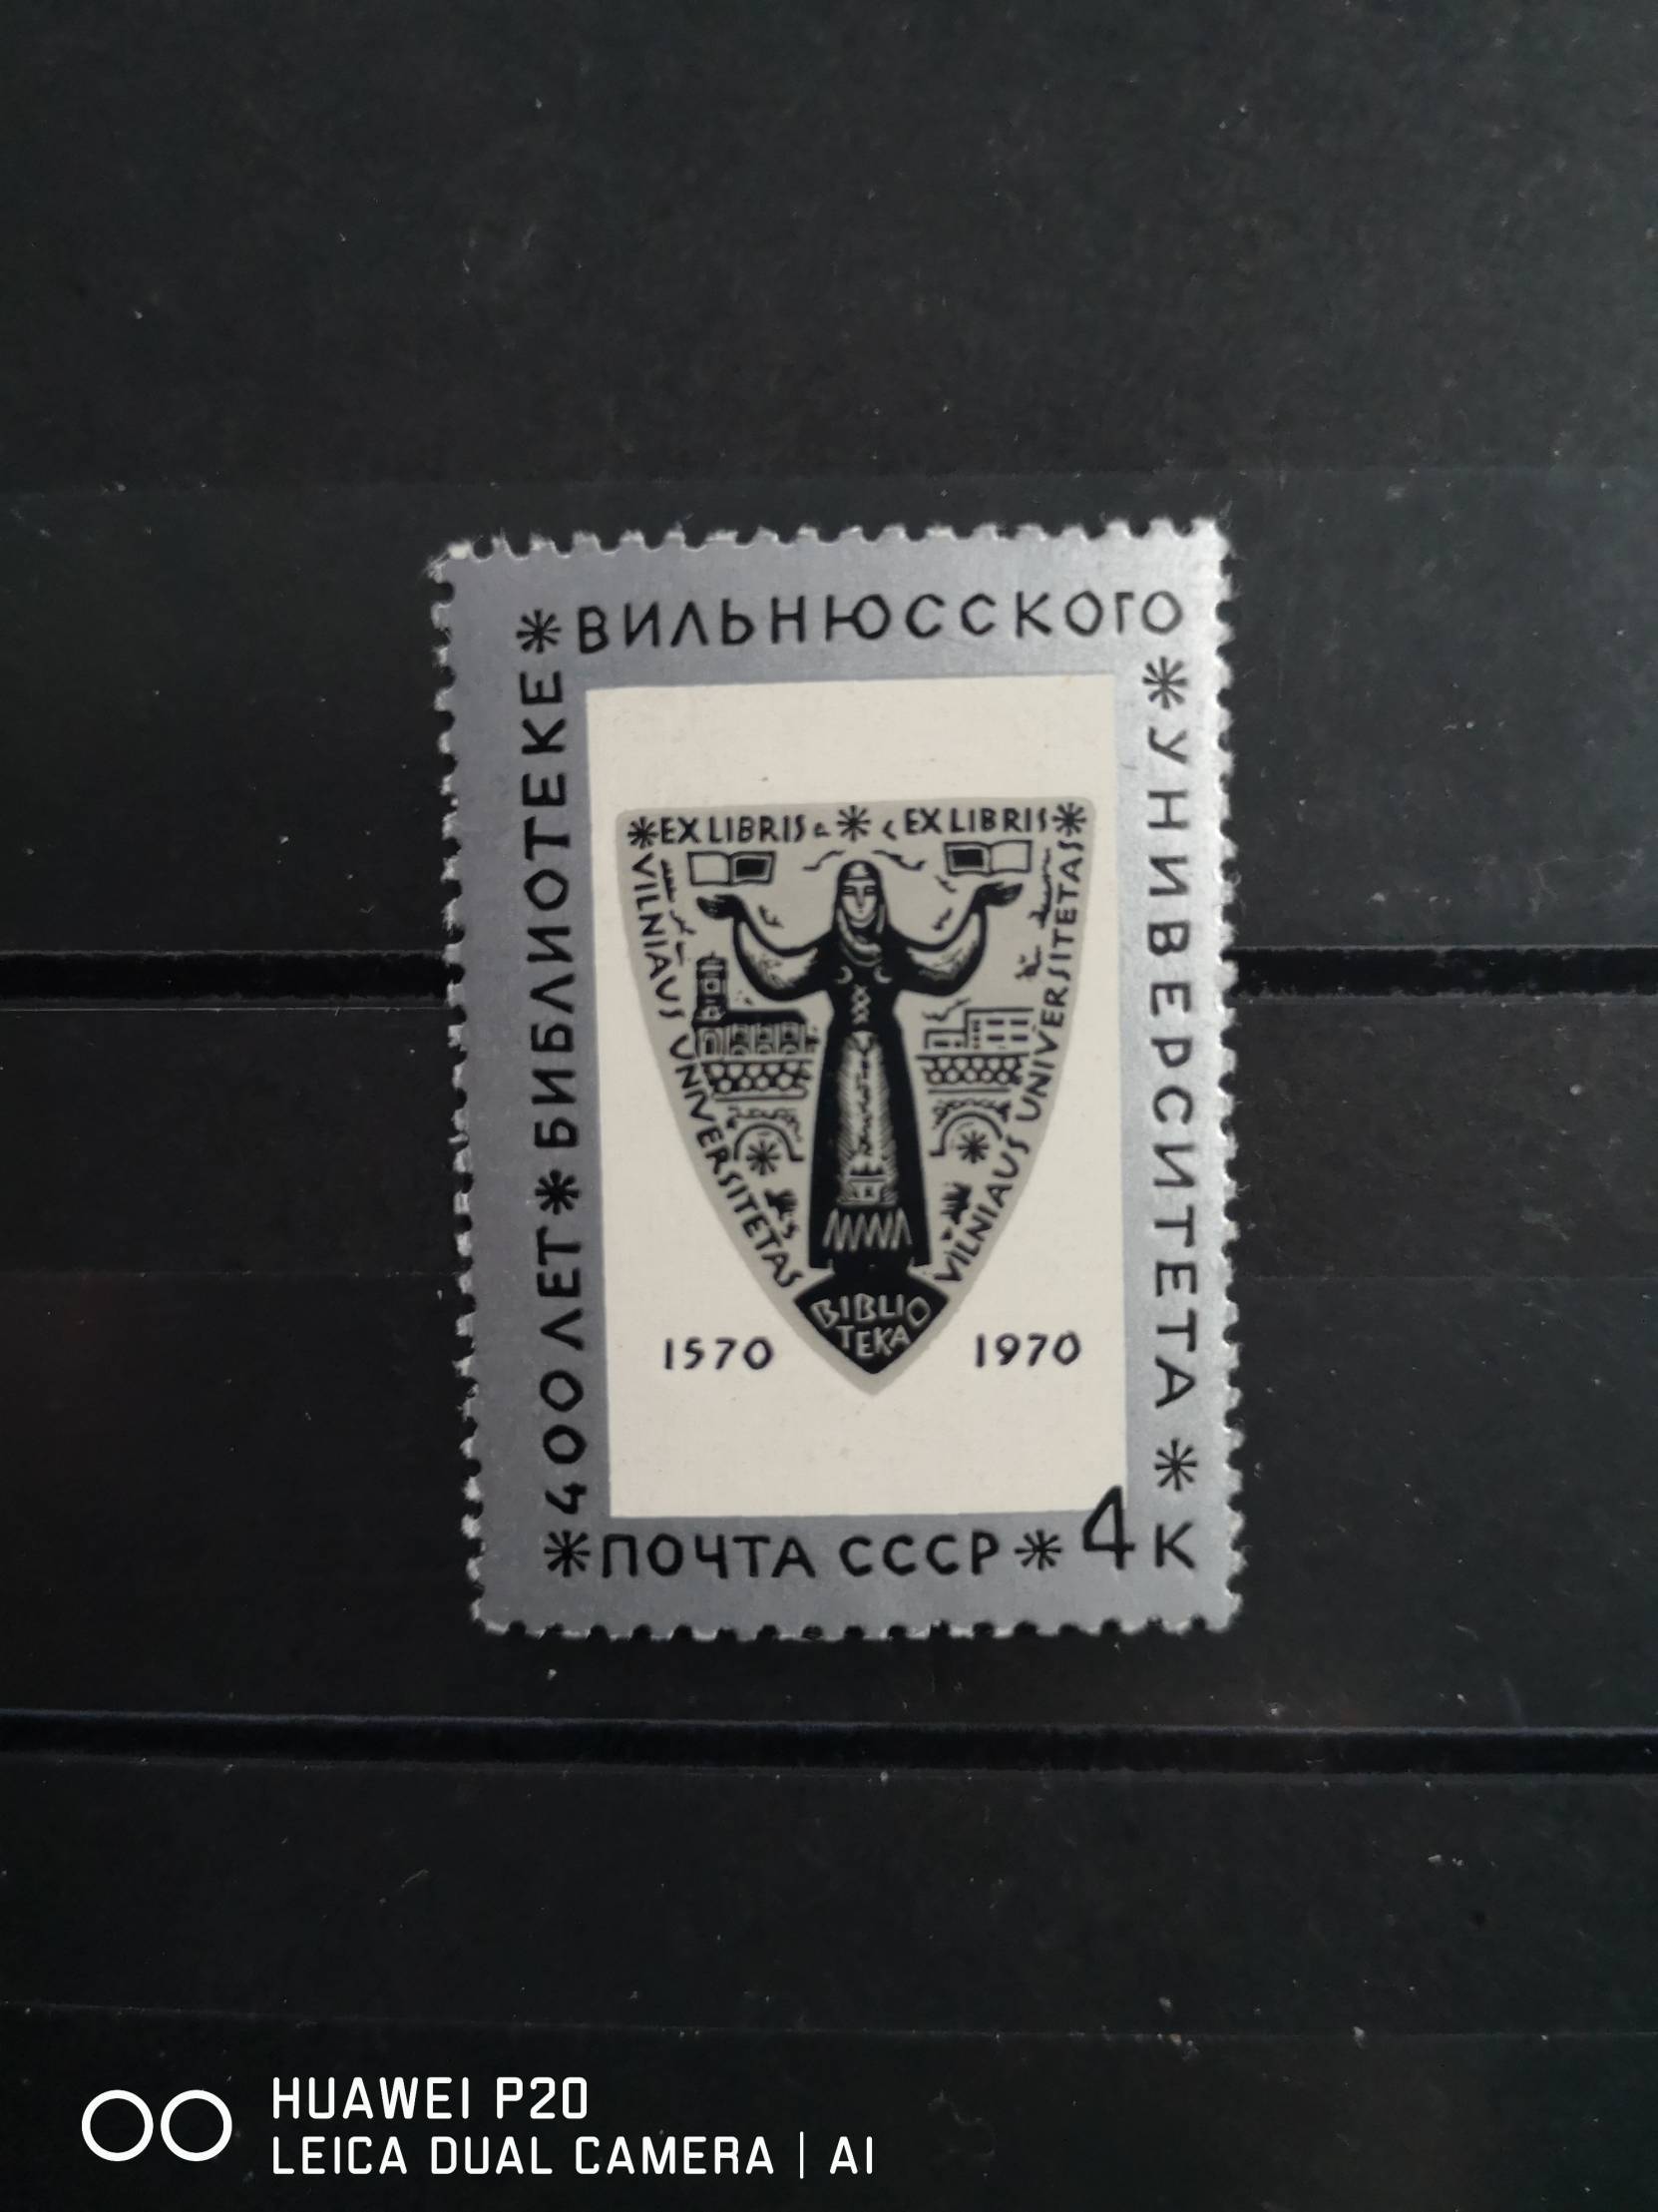 400 ЛЕТ * БИБЛИОТЕКЕ
* ВИЛЬНЮССКОГО
* УНИВЕРСИТЕТА *
* EX LIBRIS * EX LIBRIS *
VILNIAUS UNIVERSITETAS
VILNIAUS UNIVERSITETAS
BIBLIO
TEKA
1570 1970
* ПОЧТА СССР * 4 К
HUAWEI P20
LEICA DUAL CAMERA | AI